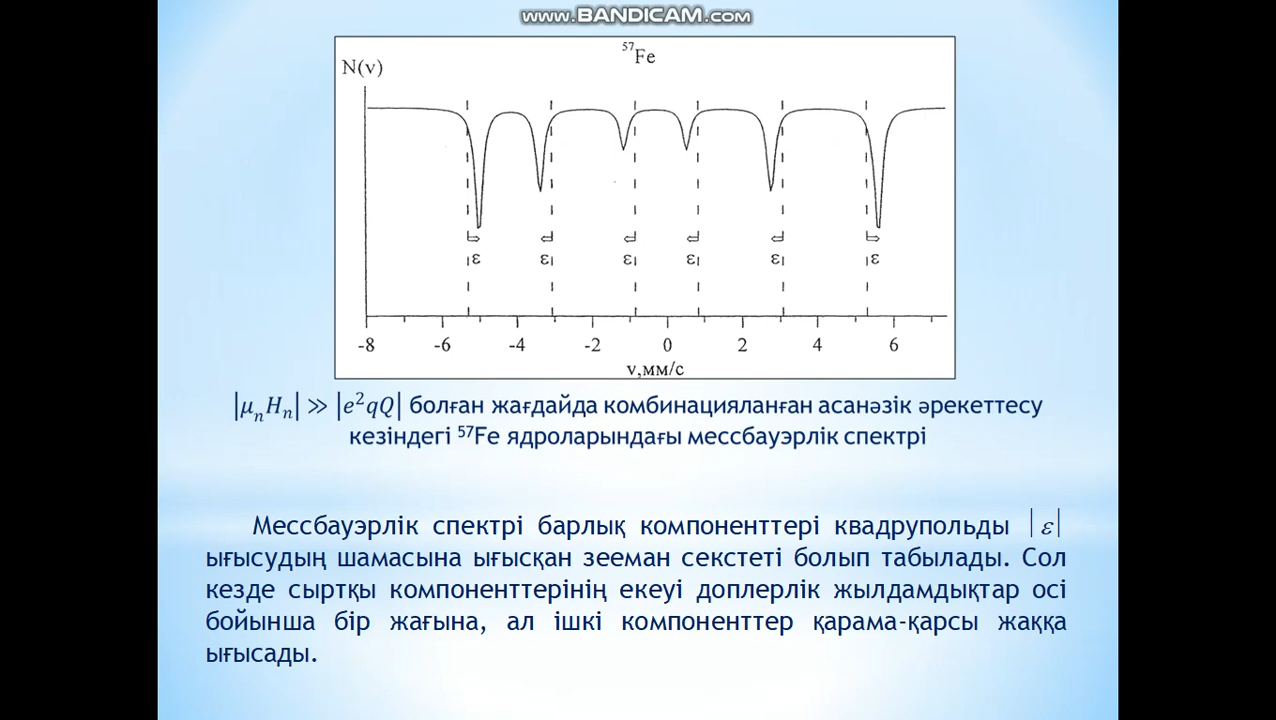 www.BANDICAM.com
⁵⁷Fe
N(v)
ε ε ε ε ε ε
-8 -6 -4 -2 0 2 4 6
v,мм/с
|μₙHₙ| ≫ |e²qQ| болған жағдайда комбинацияланған асанәзік әрекеттесу
кезіндегі ⁵⁷Fe ядроларындағы мессбауэрлік спектрі
Мессбауэрлік спектрі барлық компоненттері квадрупольды |ε|
ығысудың шамасына ығысқан зееман секстеті болып табылады. Сол
кезде сыртқы компоненттерінің екеуі доплерлік жылдамдықтар осі
бойынша бір жағына, ал ішкі компоненттер қарама-қарсы жаққа
ығысады.